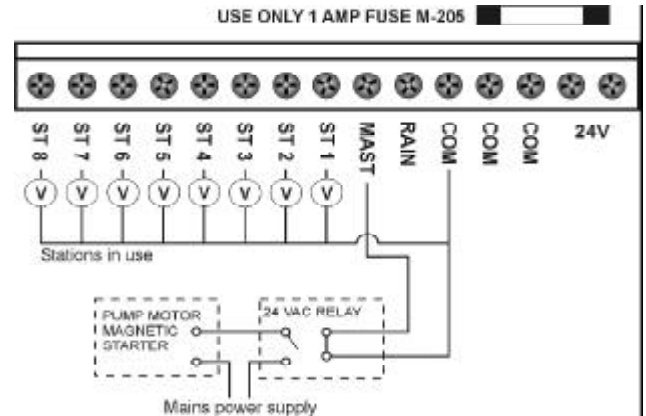 USE ONLY 1 AMP FUSE M-205
ST 8
ST 7
ST 6
ST 5
ST 4
ST 3
ST 2
ST 1
MAST
RAIN
COM
COM
COM
24V
V V V V V V V V
Stations in use
PUMP MOTOR
MAGNETIC
STARTER
24 VAC RELAY
Mains power supply